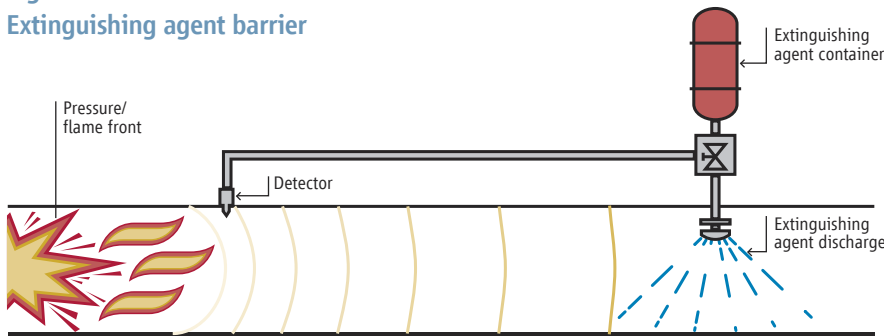 Extinguishing agent barrier
Extinguishing
agent container
Pressure/
flame front
Detector
Extinguishing
agent discharge